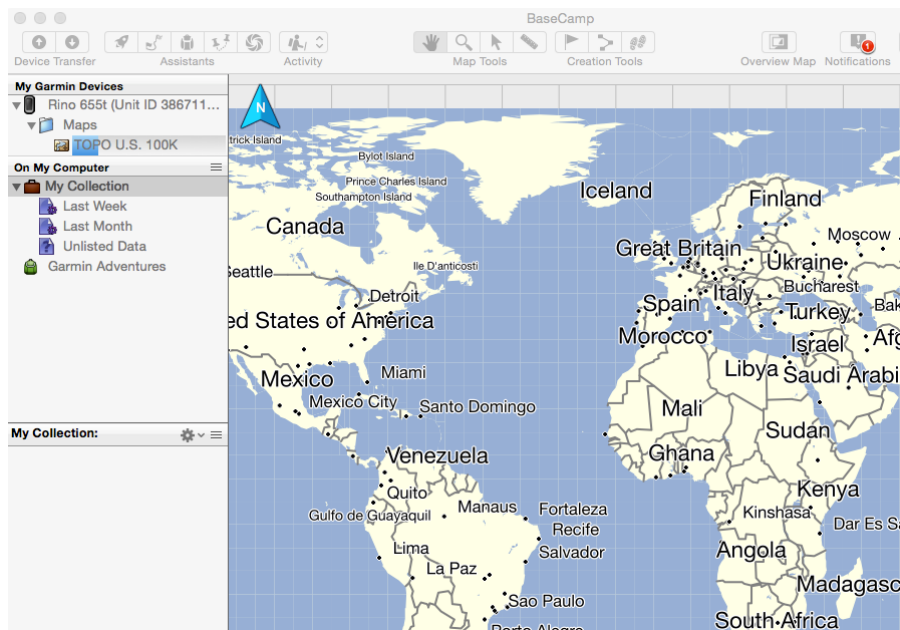 BaseCamp
Device Transfer
Assistants
Activity
Map Tools
Creation Tools
Overview Map
Notifications
1
My Garmin Devices
Rino 655t (Unit ID 386711...
Maps
TOPO U.S. 100K
On My Computer
My Collection
Last Week
Last Month
Unlisted Data
Garmin Adventures
My Collection:
N
trick Island
Bylot Island
Prince Charles Island
Southampton Island
Iceland
Finland
Canada
Moscow
Great Britain
Ukraine
Ile D'anticosti
Seattle
Bucharest
Detroit
Italy
Spain
Turkey
Bak
ed States of America
Morocco
Israel
Afg
Miami
Libya
Saudi Arabi
Mexico
Mexico City
Santo Domingo
Mali
Sudan
Venezuela
Ghana
Quito
Kenya
Manaus
Fortaleza
Gulfo de Guayaquil
Kinshasa
Recife
Dar Es Sa
Lima
Salvador
Angola
La Paz
Madagasc
Sao Paulo
South Africa
Porto Alegre